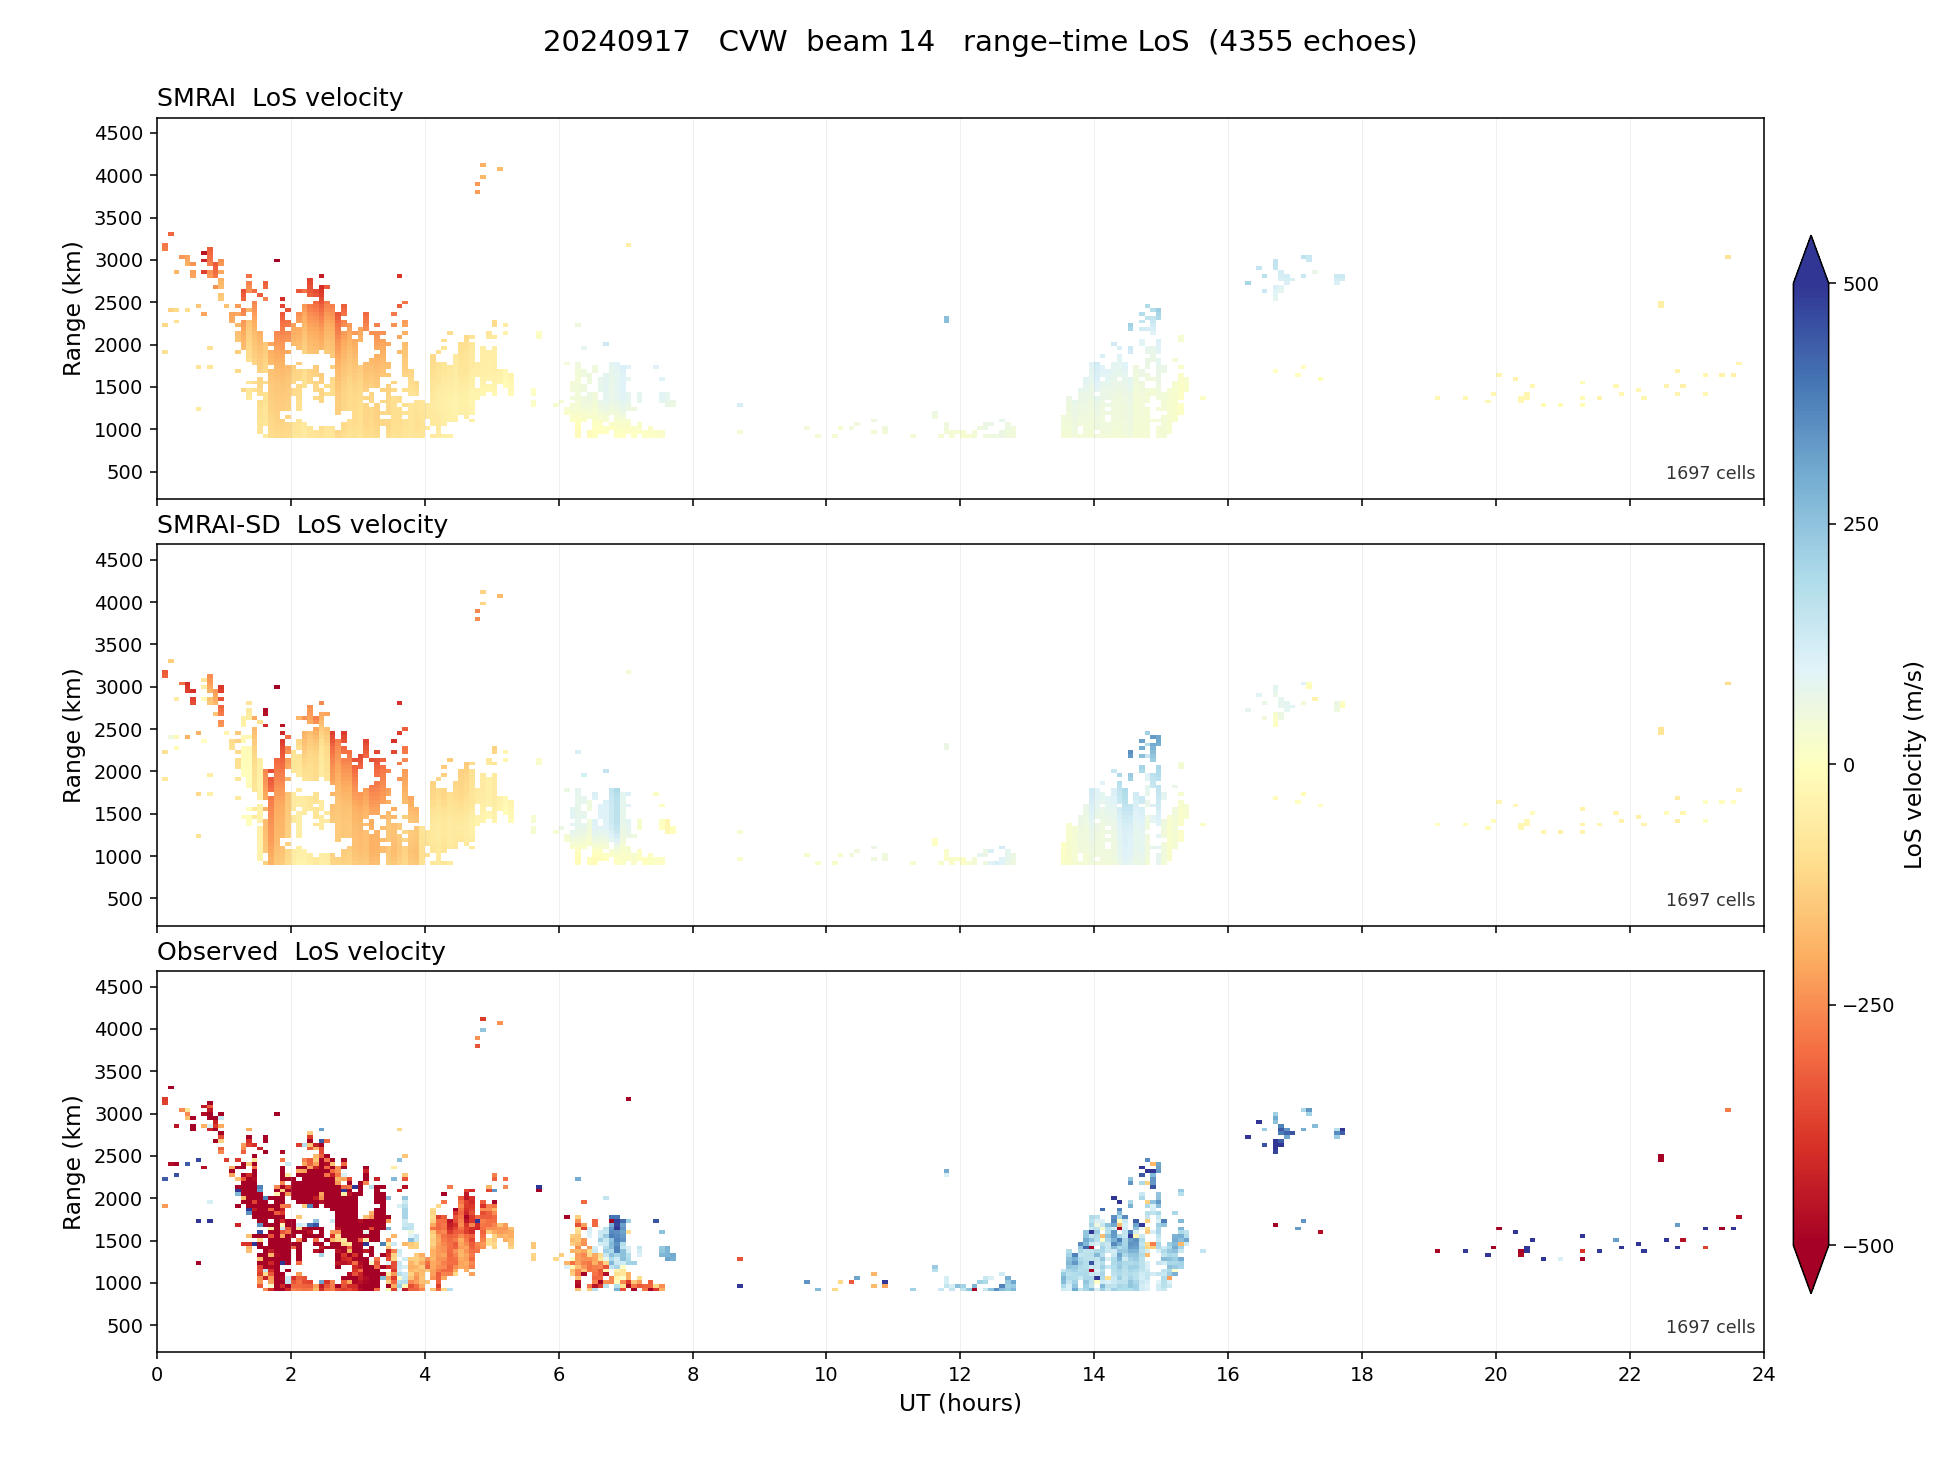 20240917   CVW  beam 14   range–time LoS  (4355 echoes)
SMRAI  LoS velocity
4500
4000
3500
3000
2500
2000
1500
1000
500
Range (km)
1697 cells
SMRAI-SD  LoS velocity
4500
4000
3500
3000
2500
2000
1500
1000
500
Range (km)
1697 cells
Observed  LoS velocity
4500
4000
3500
3000
2500
2000
1500
1000
500
Range (km)
1697 cells
0 2 4 6 8 10 12 14 16 18 20 22 24
UT (hours)
500
250
0
−250
−500
LoS velocity (m/s)